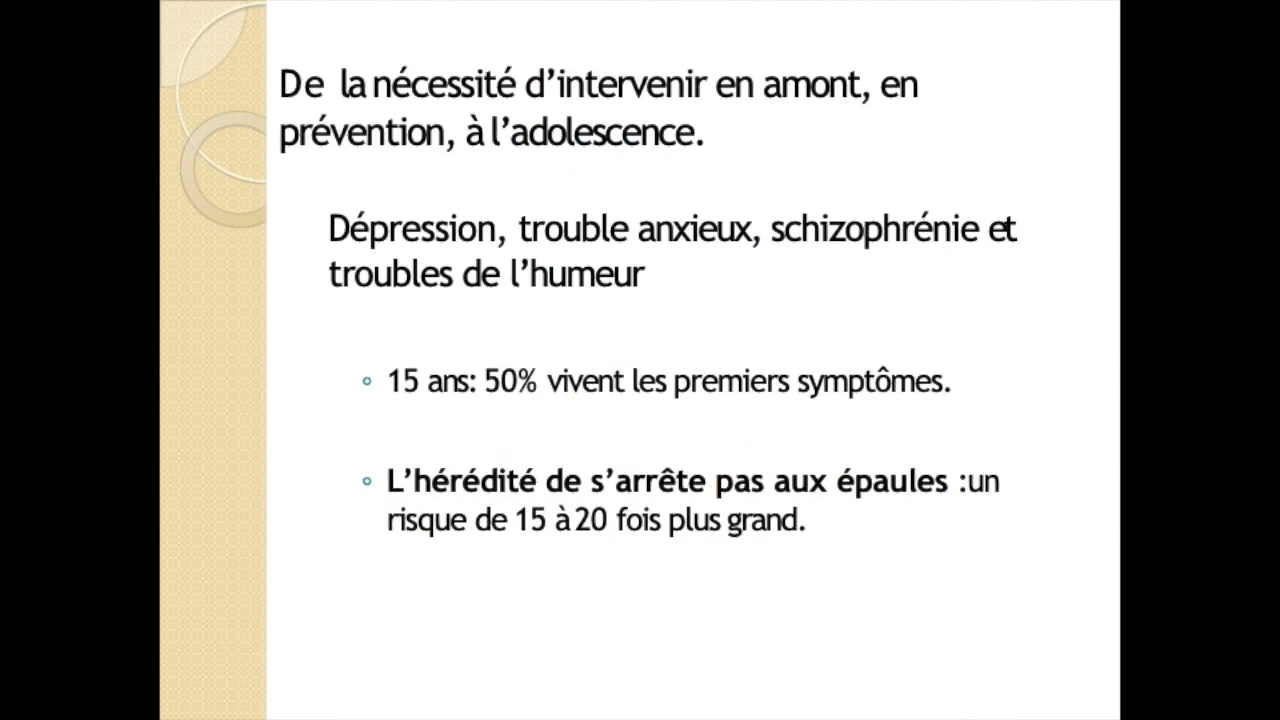 De la nécessité d’intervenir en amont, en
prévention, à l’adolescence.
Dépression, trouble anxieux, schizophrénie et
troubles de l’humeur
◦ 15 ans: 50% vivent les premiers symptômes.
◦ L’hérédité de s’arrête pas aux épaules :un
risque de 15 à 20 fois plus grand.